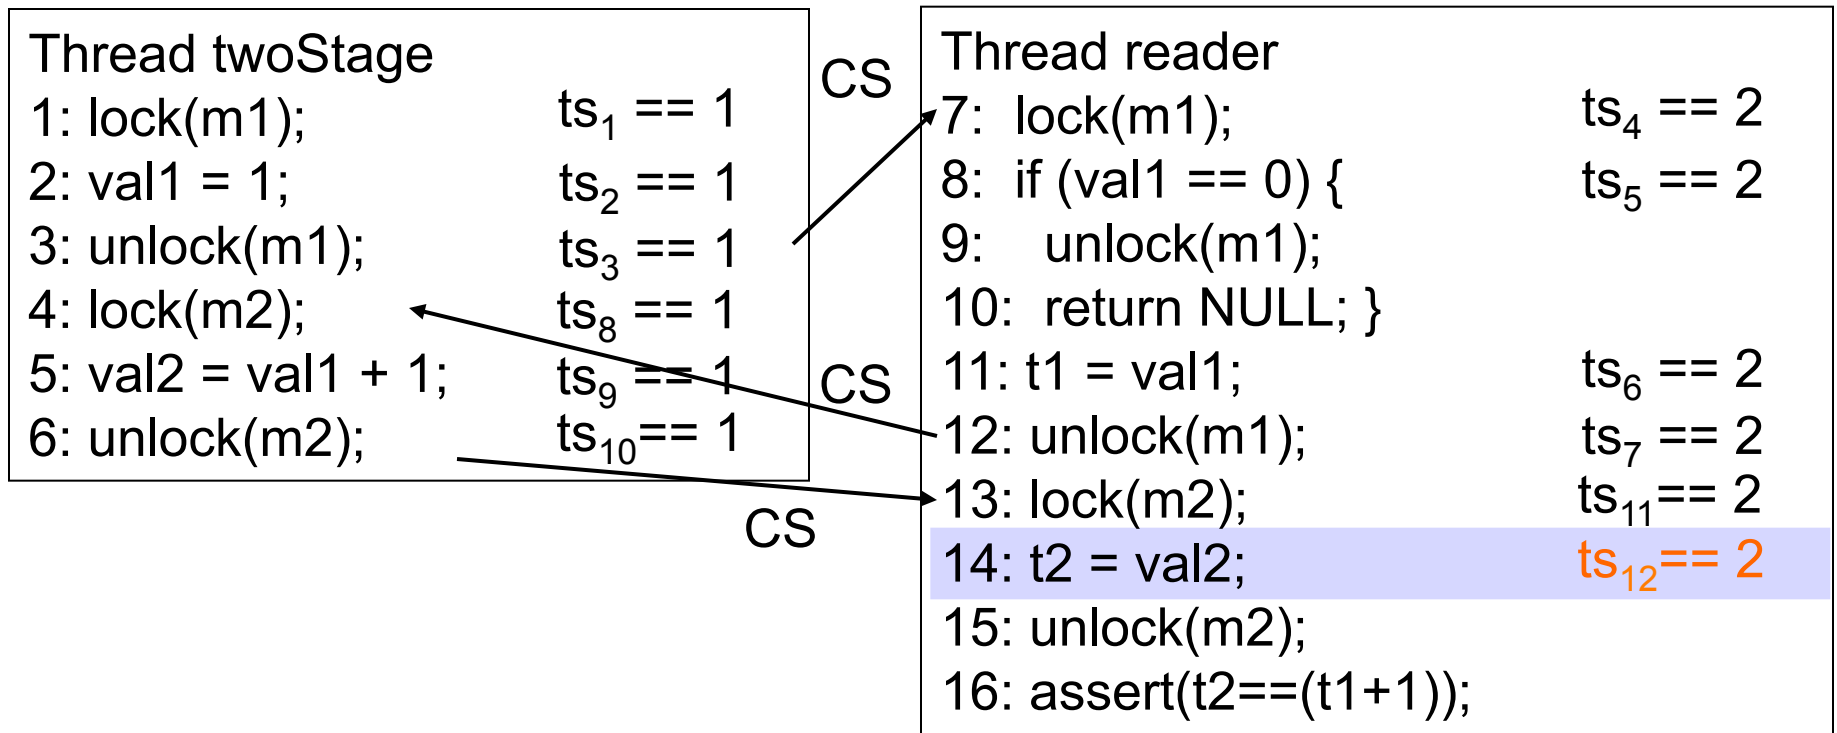 Thread twoStage
1: lock(m1); ts₁ == 1
2: val1 = 1; ts₂ == 1
3: unlock(m1); ts₃ == 1
4: lock(m2); ts₈ == 1
5: val2 = val1 + 1; ts₉ == 1
6: unlock(m2); ts₁₀== 1
CS
CS
CS
Thread reader
7: lock(m1); ts₄ == 2
8: if (val1 == 0) { ts₅ == 2
9: unlock(m1);
10: return NULL; }
11: t1 = val1; ts₆ == 2
12: unlock(m1); ts₇ == 2
13: lock(m2); ts₁₁== 2
14: t2 = val2; ts₁₂== 2
15: unlock(m2);
16: assert(t2==(t1+1));